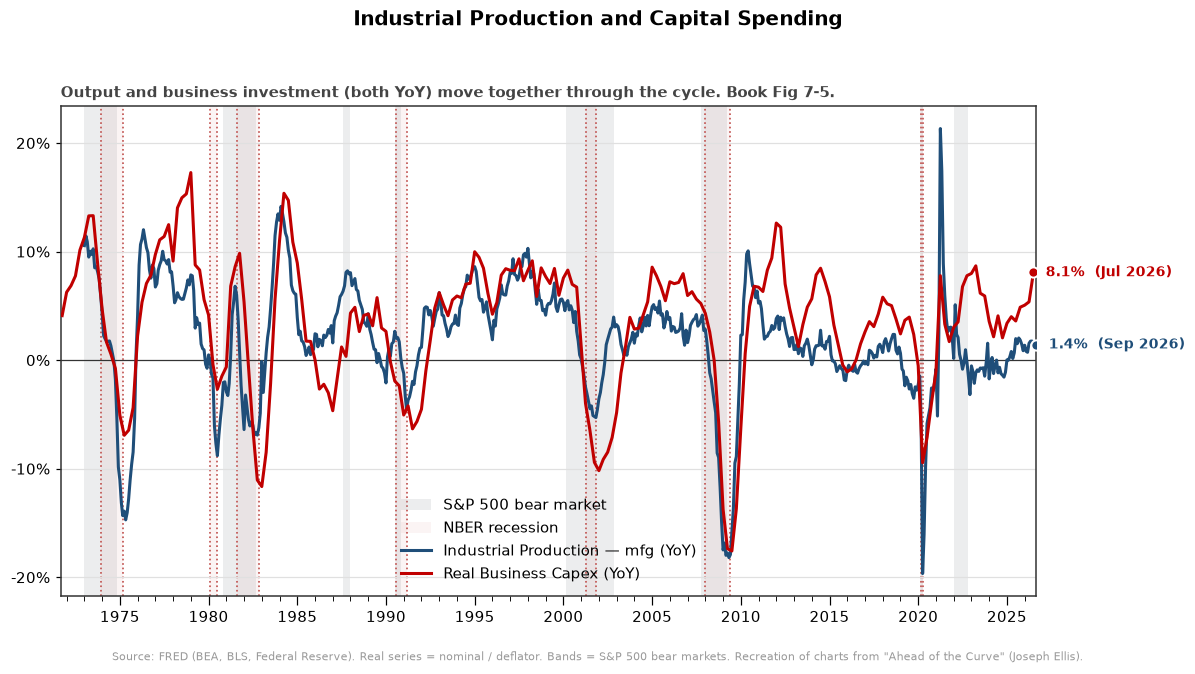 Industrial Production and Capital Spending
Output and business investment (both YoY) move together through the cycle. Book Fig 7-5.
20%
10%
0%
-10%
-20%
8.1%  (Jul 2026)
1.4%  (Sep 2026)
S&P 500 bear market
NBER recession
Industrial Production — mfg (YoY)
Real Business Capex (YoY)
1975 1980 1985 1990 1995 2000 2005 2010 2015 2020 2025
Source: FRED (BEA, BLS, Federal Reserve). Real series = nominal / deflator. Bands = S&P 500 bear markets. Recreation of charts from "Ahead of the Curve" (Joseph Ellis).